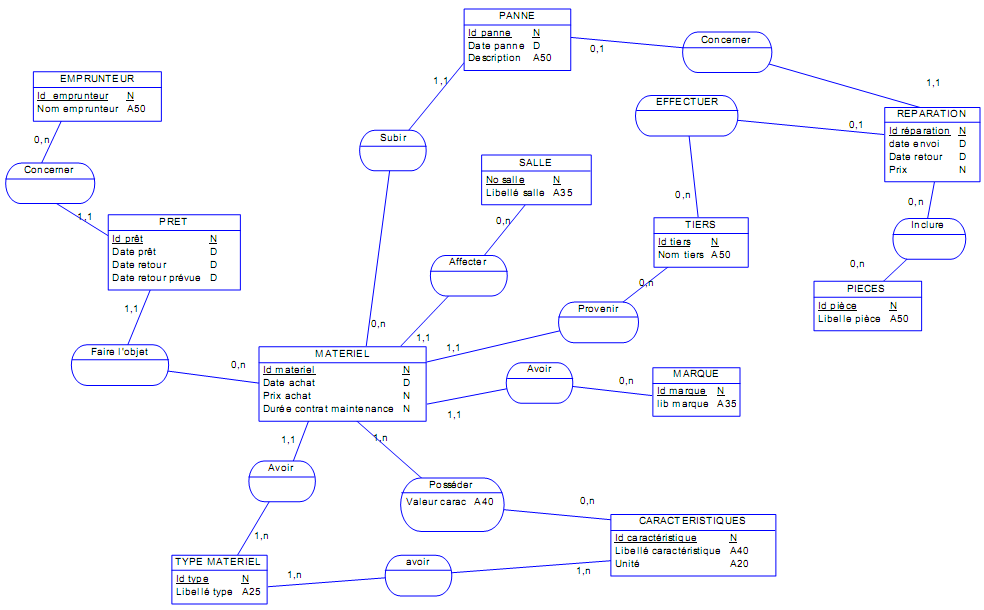 PANNE
Id panne N
Date panne D
Description A50
0,1
Concerner
1,1
1,1
EMPRUNTEUR
Id emprunteur N
Nom emprunteur A50
0,n
EFFECTUER
0,1
REPARATION
Id réparation N
date envoi D
Date retour D
Prix N
Subir
SALLE
No salle N
Libellé salle A35
0,n
Concerner
1,1
0,n
0,n
Inclure
PRET
Id prêt N
Date prêt D
Date retour D
Date retour prévue D
TIERS
Id tiers N
Nom tiers A50
0,n
Affecter
0,n
PIECES
Id pièce N
Libelle pièce A50
1,1
Provenir
0,n
1,1
1,1
Faire l'objet
0,n
MATERIEL
Id materiel N
Date achat D
Prix achat N
Durée contrat maintenance N
Avoir
0,n
1,1
MARQUE
Id marque N
lib marque A35
1,1
1,n
Avoir
Posséder
Valeur carac A40
0,n
1,n
CARACTERISTIQUES
Id caractéristique N
Libellé caractéristique A40
Unité A20
TYPE MATERIEL
Id type N
Libellé type A25
1,n
avoir
1,n